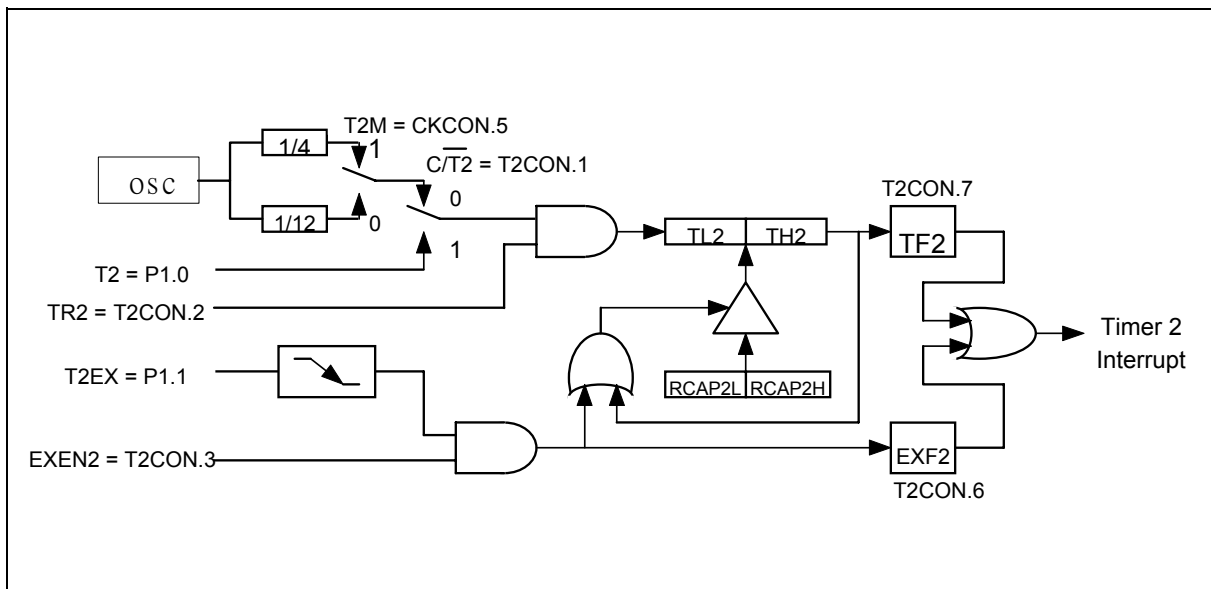 T2M = CKCON.5
1/4
1
C/T2 = T2CON.1
osc
0
T2CON.7
1/12
0
TL2 TH2
TF2
1
T2 = P1.0
TR2 = T2CON.2
Timer 2
Interrupt
T2EX = P1.1
RCAP2L RCAP2H
EXEN2 = T2CON.3
EXF2
T2CON.6